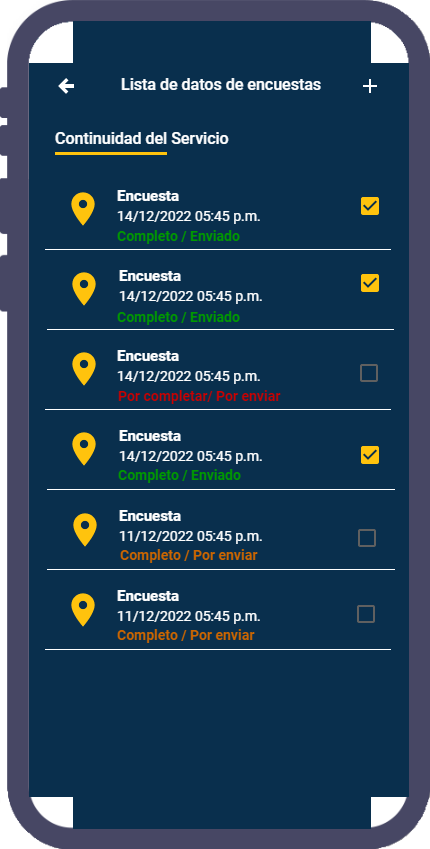 Lista de datos de encuestas
Continuidad del Servicio
Encuesta
14/12/2022 05:45 p.m.
Completo / Enviado
Encuesta
14/12/2022 05:45 p.m.
Completo / Enviado
Encuesta
14/12/2022 05:45 p.m.
Por completar/ Por enviar
Encuesta
14/12/2022 05:45 p.m.
Completo / Enviado
Encuesta
11/12/2022 05:45 p.m.
Completo / Por enviar
Encuesta
11/12/2022 05:45 p.m.
Completo / Por enviar